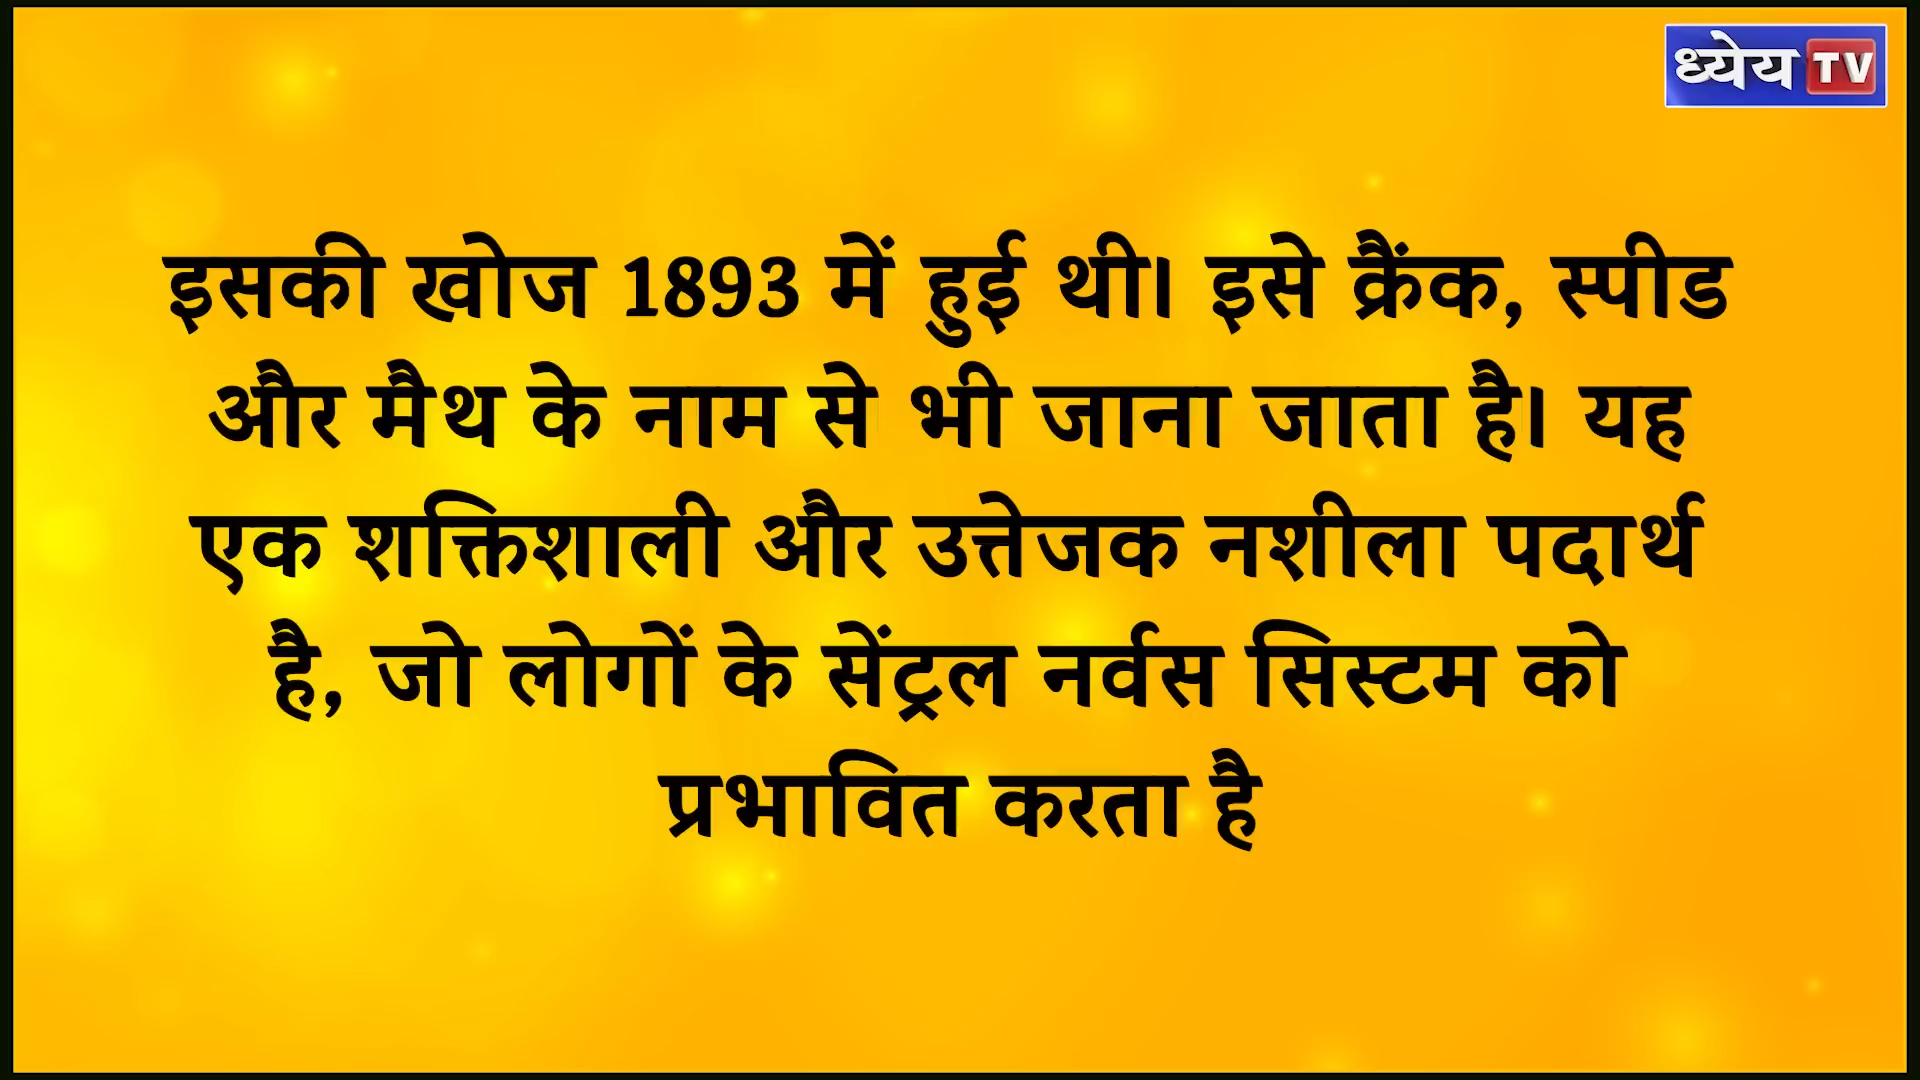 ध्येय TV
इसकी खोज 1893 में हुई थी। इसे क्रैंक, स्पीड
और मैथ के नाम से भी जाना जाता है। यह
एक शक्तिशाली और उत्तेजक नशीला पदार्थ
है, जो लोगों के सेंट्रल नर्वस सिस्टम को
प्रभावित करता है